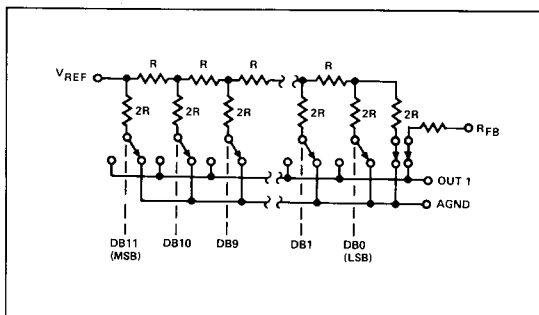 R R R R
VREF
2R 2R 2R 2R 2R 2R RFB
OUT 1
AGND
DB11 DB10 DB9 DB1 DB0
(MSB) (LSB)